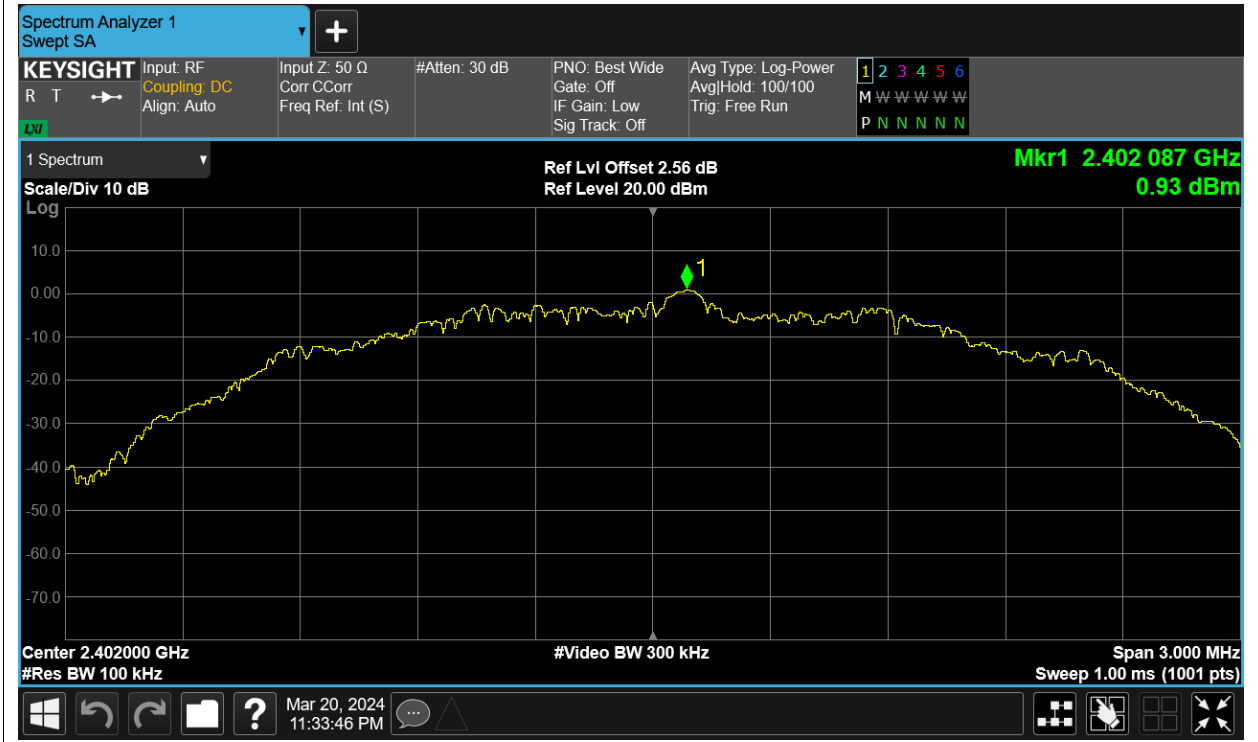 Spectrum Analyzer 1
Swept SA
KEYSIGHT
R T
LXI
Input: RF
Coupling: DC
Align: Auto
Input Z: 50 Ω
Corr CCorr
Freq Ref: Int (S)
#Atten: 30 dB
PNO: Best Wide
Gate: Off
IF Gain: Low
Sig Track: Off
Avg Type: Log-Power
Avg|Hold: 100/100
Trig: Free Run
1 2 3 4 5 6
M W W W W W
P N N N N N
1 Spectrum
Scale/Div 10 dB
Log
Ref Lvl Offset 2.56 dB
Ref Level 20.00 dBm
Mkr1 2.402 087 GHz
0.93 dBm
10.0
0.00
-10.0
-20.0
-30.0
-40.0
-50.0
-60.0
-70.0
1
Center 2.402000 GHz
#Video BW 300 kHz
Span 3.000 MHz
#Res BW 100 kHz
Sweep 1.00 ms (1001 pts)
?
Mar 20, 2024
11:33:46 PM